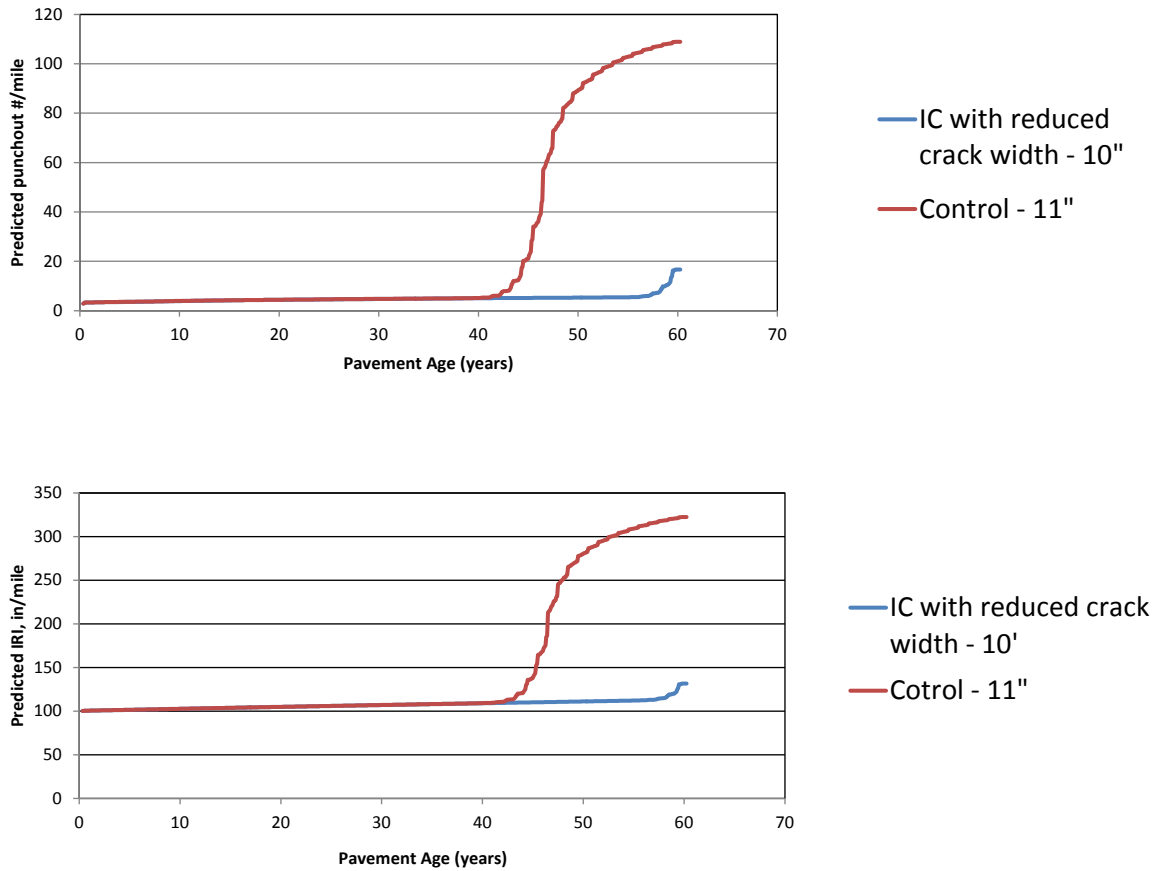 120
100
80
60
40
20
0
Predicted punchout #/mile
0 10 20 30 40 50 60 70
Pavement Age (years)
IC with reduced
crack width - 10"
Control - 11"
350
300
250
200
150
100
50
0
Predicted IRI, in/mile
0 10 20 30 40 50 60 70
Pavement Age (years)
IC with reduced crack
width - 10'
Cotrol - 11"